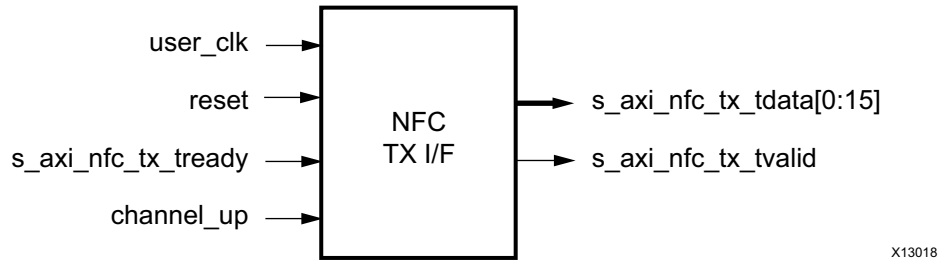 user_clk
reset
s_axi_nfc_tx_tready
channel_up
NFC
TX I/F
s_axi_nfc_tx_tdata[0:15]
s_axi_nfc_tx_tvalid
X13018